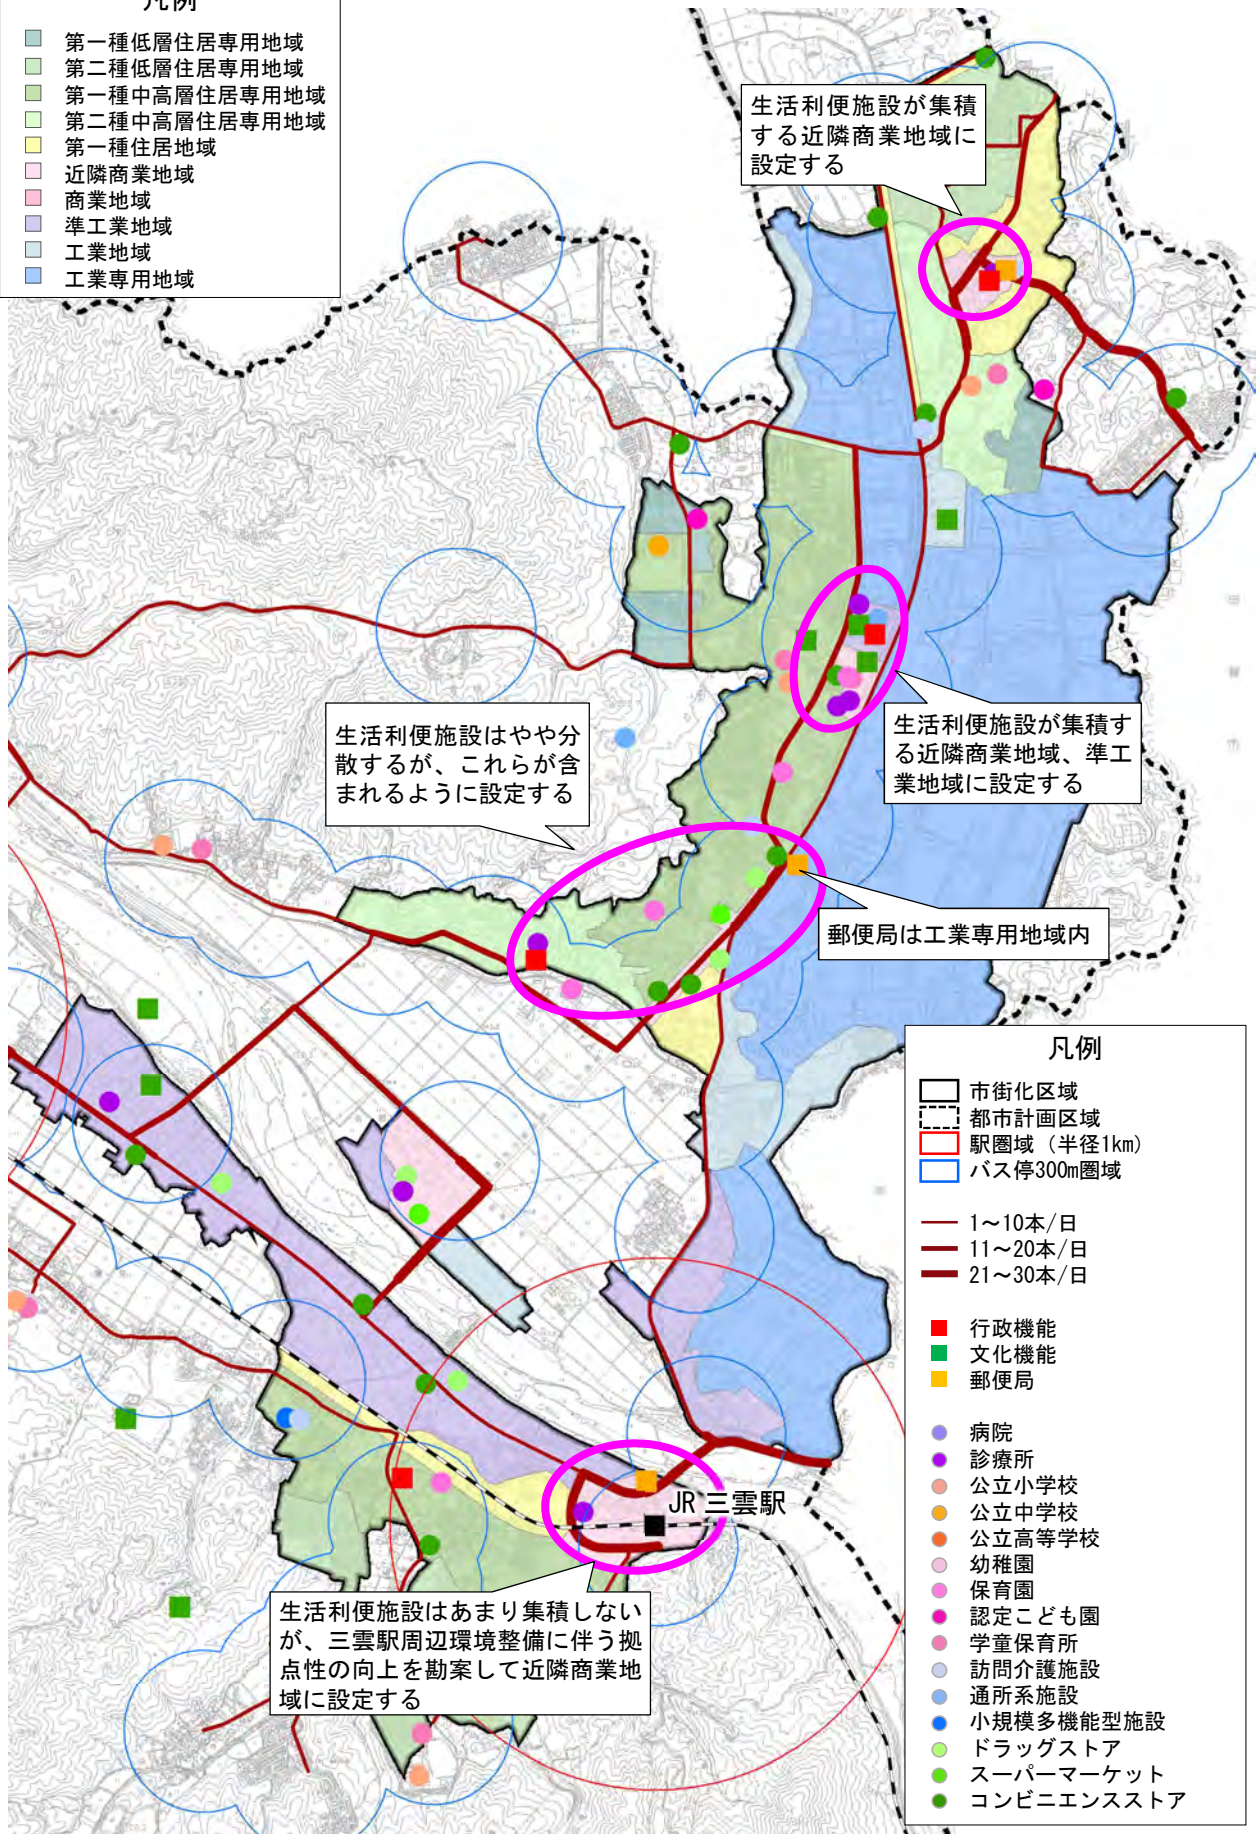 凡例
第一種低層住居専用地域
第二種低層住居専用地域
第一種中高層住居専用地域
第二種中高層住居専用地域
第一種住居地域
近隣商業地域
商業地域
準工業地域
工業地域
工業専用地域
生活利便施設が集積
する近隣商業地域に
設定する
生活利便施設が集積す
る近隣商業地域、準工
業地域に設定する
生活利便施設はやや分
散するが、これらが含
まれるように設定する
郵便局は工業専用地域内
JR 三雲駅
生活利便施設はあまり集積しない
が、三雲駅周辺環境整備に伴う拠
点性の向上を勘案して近隣商業地
域に設定する
凡例
市街化区域
都市計画区域
駅圏域（半径1km）
バス停300m圏域
1～10本/日
11～20本/日
21～30本/日
行政機能
文化機能
郵便局
病院
診療所
公立小学校
公立中学校
公立高等学校
幼稚園
保育園
認定こども園
学童保育所
訪問介護施設
通所系施設
小規模多機能型施設
ドラッグストア
スーパーマーケット
コンビニエンスストア